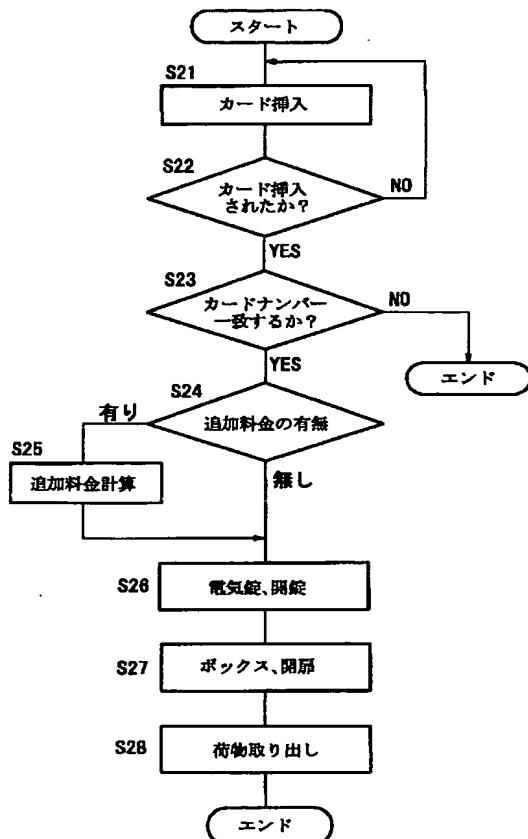 スタート
S21
カード挿入
S22
カード挿入
されたか?
NO
YES
S23
カードナンバー
一致するか?
NO
YES
エンド
S24
有り
追加料金の有無
S25
追加料金計算
無し
S26
電気錠、開錠
S27
ボックス、開扉
S28
荷物取り出し
エンド